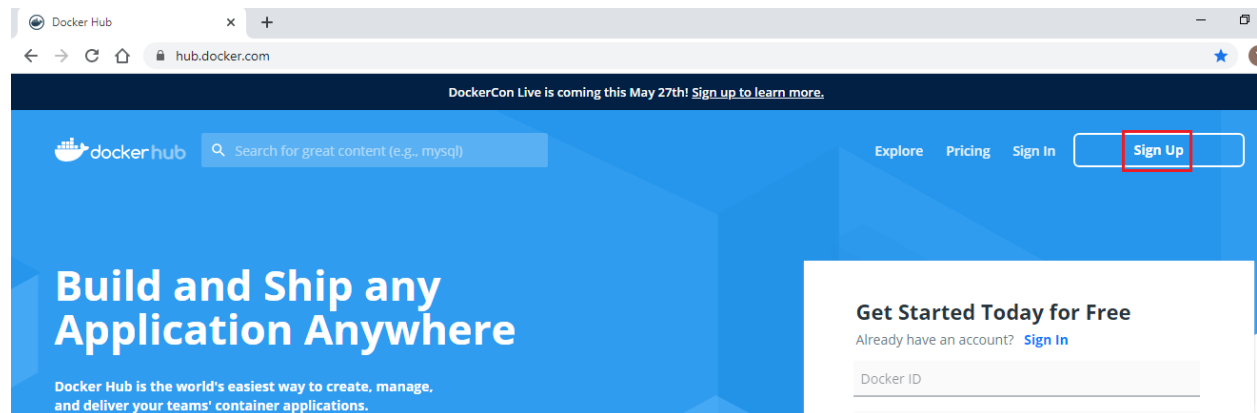 Docker Hub
hub.docker.com
DockerCon Live is coming this May 27th! Sign up to learn more.
dockerhub
Search for great content (e.g., mysql)
Explore
Pricing
Sign In
Sign Up
Build and Ship any
Application Anywhere
Docker Hub is the world's easiest way to create, manage,
and deliver your teams' container applications.
Get Started Today for Free
Already have an account? Sign In
Docker ID